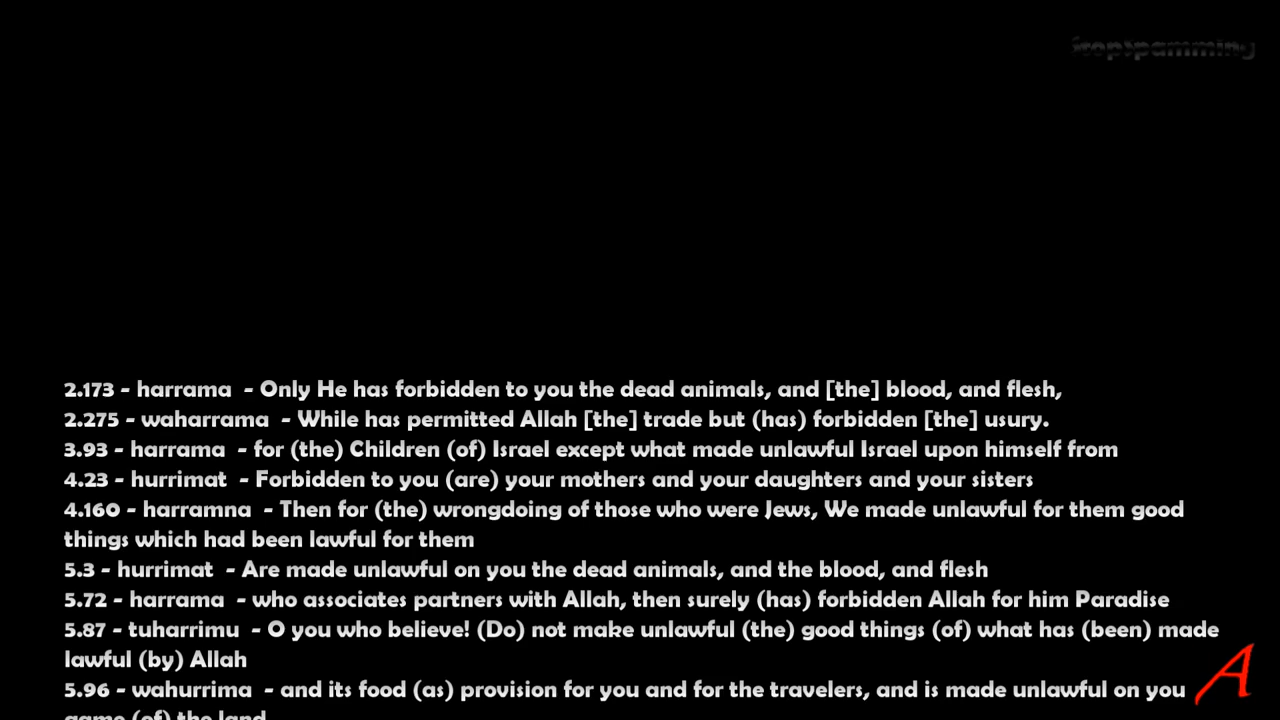 StopSpamming
2.173 - harrama - Only He has forbidden to you the dead animals, and [the] blood, and flesh,
2.275 - waharrama - While has permitted Allah [the] trade but (has) forbidden [the] usury.
3.93 - harrama - for (the) Children (of) Israel except what made unlawful Israel upon himself from
4.23 - hurrimat - Forbidden to you (are) your mothers and your daughters and your sisters
4.160 - harramna - Then for (the) wrongdoing of those who were Jews, We made unlawful for them good
things which had been lawful for them
5.3 - hurrimat - Are made unlawful on you the dead animals, and the blood, and flesh
5.72 - harrama - who associates partners with Allah, then surely (has) forbidden Allah for him Paradise
5.87 - tuharrimu - O you who believe! (Do) not make unlawful (the) good things (of) what has (been) made
lawful (by) Allah
5.96 - wahurrima - and its food (as) provision for you and for the travelers, and is made unlawful on you
game (of) the land
A